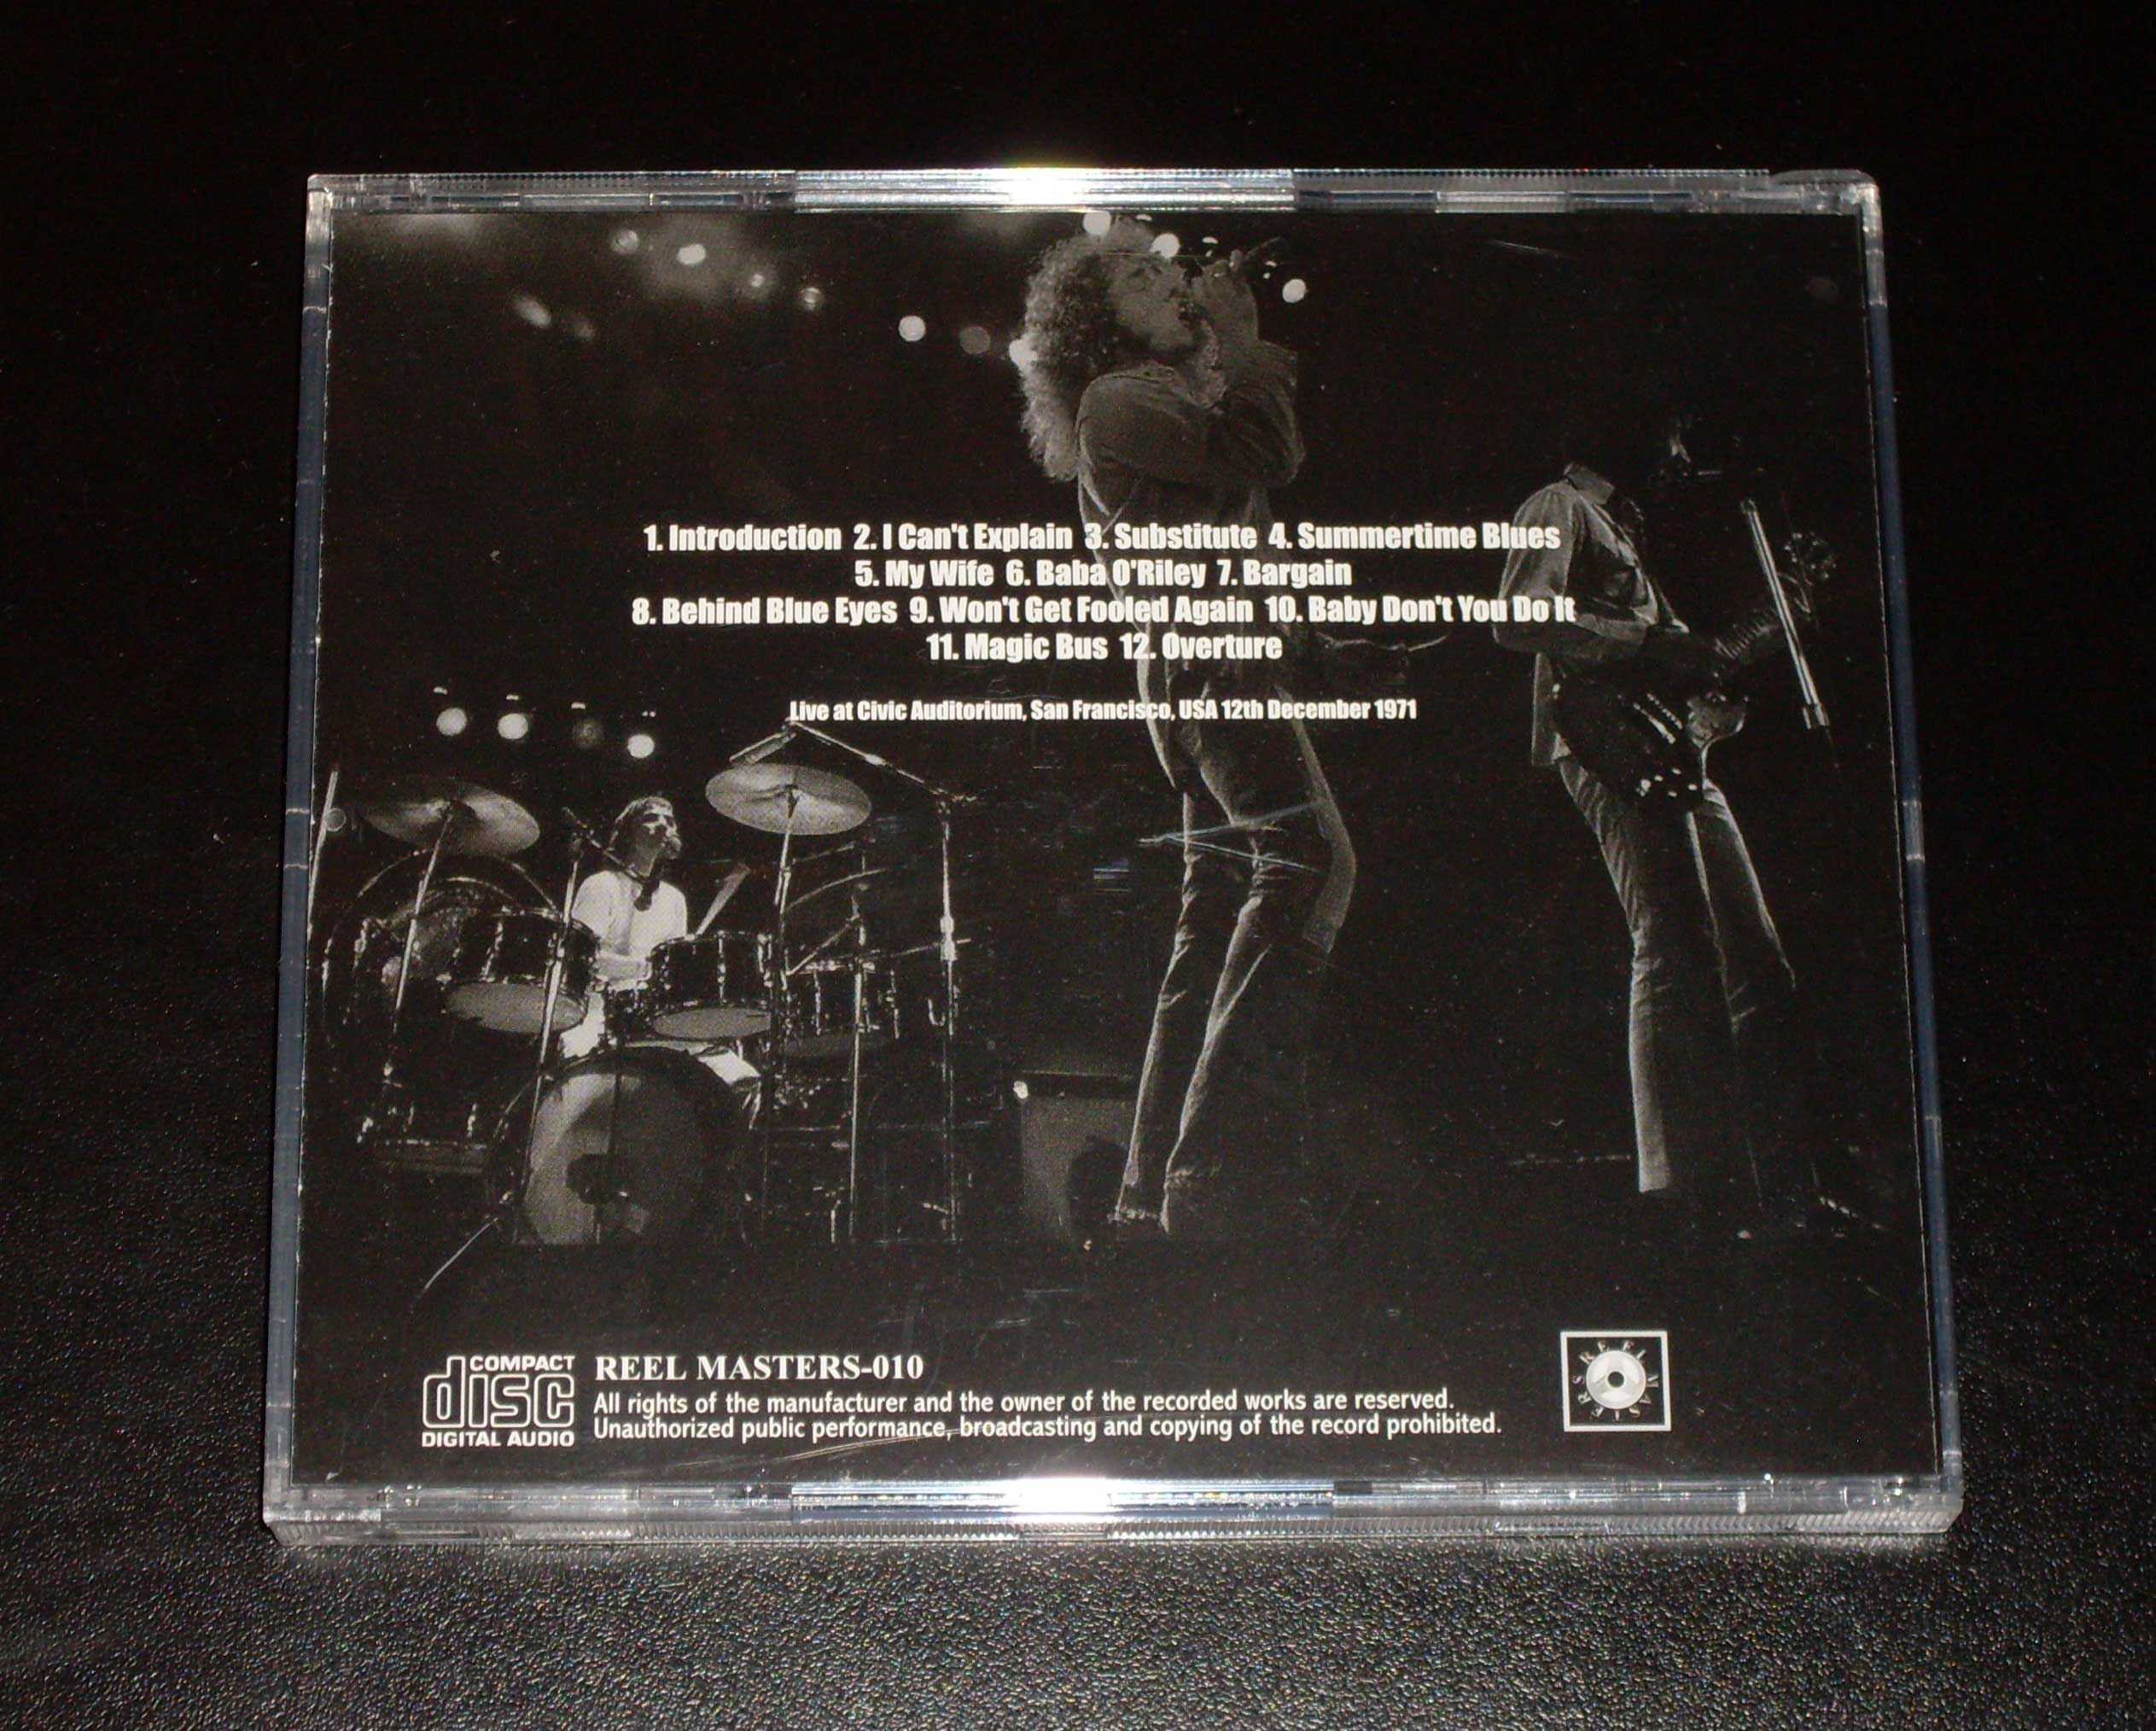 1. Introduction 2. I Can't Explain 3. Substitute 4. Summertime Blues
5. My Wife 6. Baba O'Riley 7. Bargain
8. Behind Blue Eyes 9. Won't Get Fooled Again 10. Baby Don't You Do It
11. Magic Bus 12. Overture
Live at Civic Auditorium, San Francisco, USA 12th December 1971
COMPACT
disc
DIGITAL AUDIO
REEL MASTERS-010
All rights of the manufacturer and the owner of the recorded works are reserved.
Unauthorized public performance, broadcasting and copying of the record prohibited.
REEL MASTERS